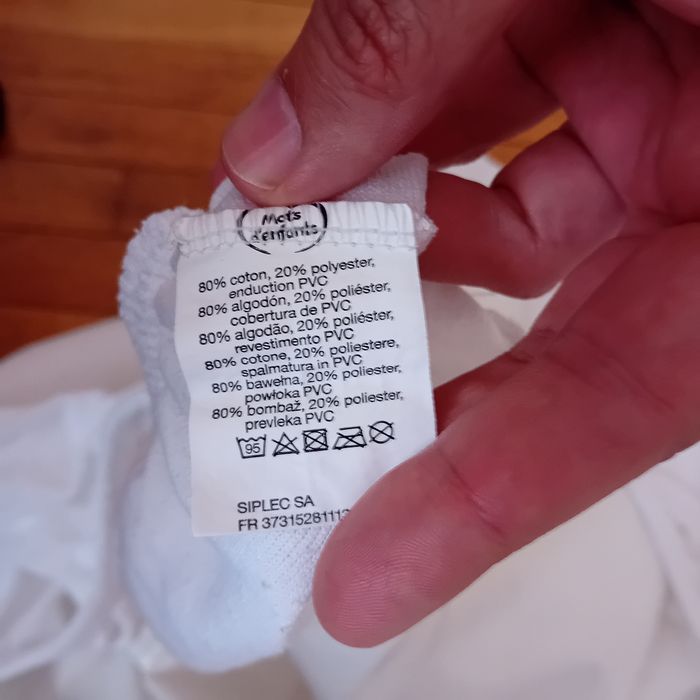 Mots
d'enfants
80% coton, 20% polyester,
enduction PVC
80% algodón, 20% poliéster,
cobertura de PVC
80% algodão, 20% poliéster,
revestimento PVC
80% cotone, 20% poliestere,
spalmatura in PVC
80% bawełna, 20% poliester,
powłoka PVC
80% bombaž, 20% poliester,
prevleka PVC
95
SIPLEC SA
FR 3731528111